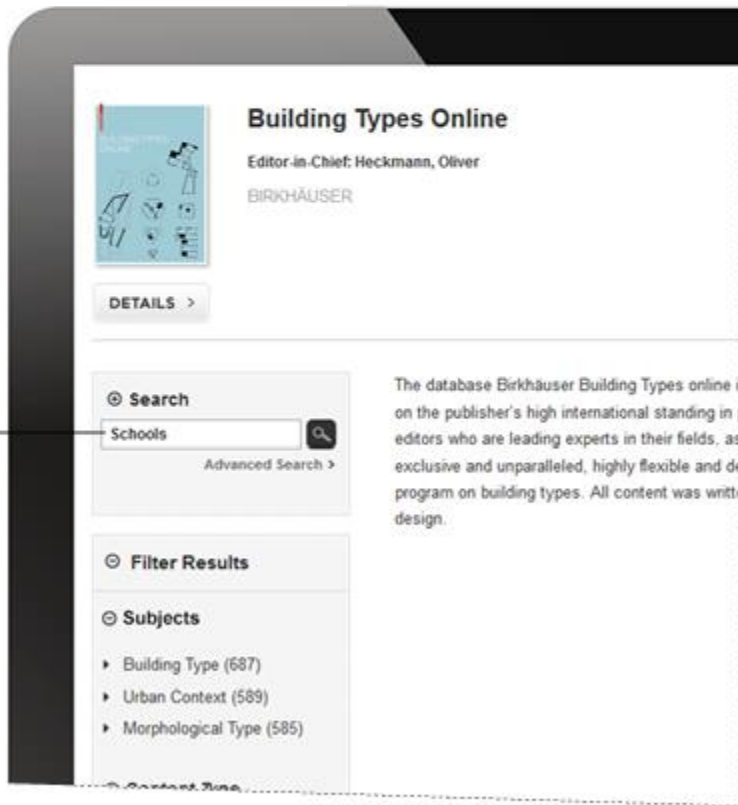 Building Types Online
Editor-in-Chief: Heckmann, Oliver
BIRKHÄUSER
DETAILS >
Search
Schools
Advanced Search >
Filter Results
Subjects
Building Type (687)
Urban Context (589)
Morphological Type (585)
Content Type
The database Birkhäuser Building Types online
on the publisher's high international standing in
editors who are leading experts in their fields, as
exclusive and unparalleled, highly flexible and
program on building types. All content was
design.